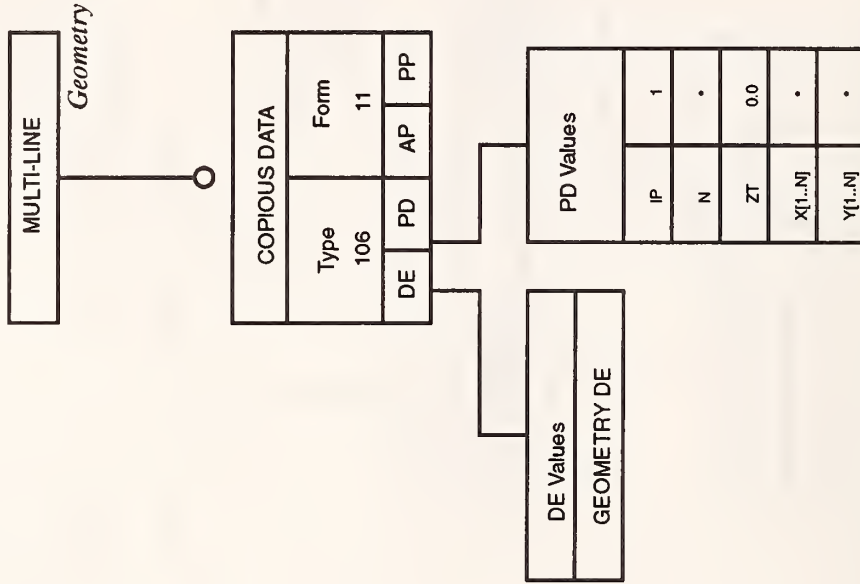 MULTI-LINE
Geometry
COPIOUS DATA
Type Form
106 11
DE PD AP PP
DE Values
GEOMETRY DE
PD Values
IP 1
N •
ZT 0.0
X[1..N] •
Y[1..N] •